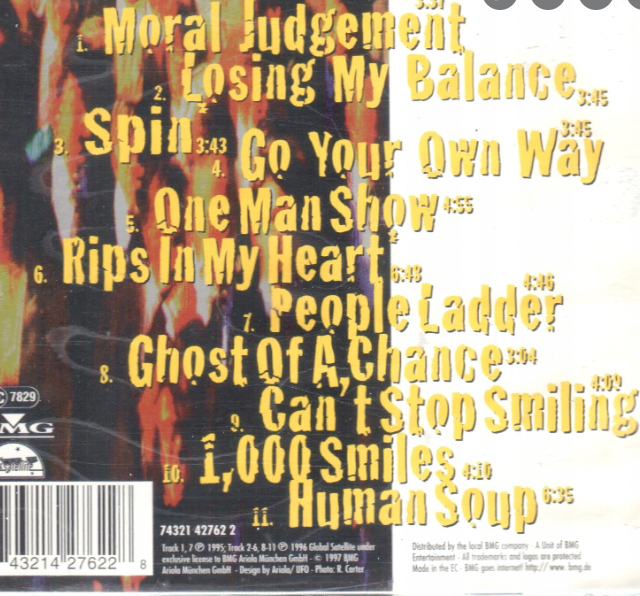 3:37
1. Moral Judgement
2. Losing My Balance 3:45
3. Spin 3:43
3:45
4. Go Your Own Way
5. One Man Show 4:55
6. Rips In My Heart 6:48
4:46
7. People Ladder
8. Ghost Of A,Chance 3:04
4:09
9. Can't Stop Smiling
10. 1,000 Smiles 4:10
11. Human Soup 6:35
LC 7829
BMG
74321 42762 2
43214 27622 8
Track 1, 7 ℗ 1995; Track 2-6, 8-11 ℗ 1996 Global Satellite under
exclusive license to BMG Ariola München GmbH · © 1997 BMG
Ariola München GmbH · Design by Ariola/ UFO · Photo: R. Carter
Distributed by the local BMG company · A Unit of BMG
Entertainment · All trademarks and logos are protected
Made in the EC · BMG goes internet! http:// www. bmg.de